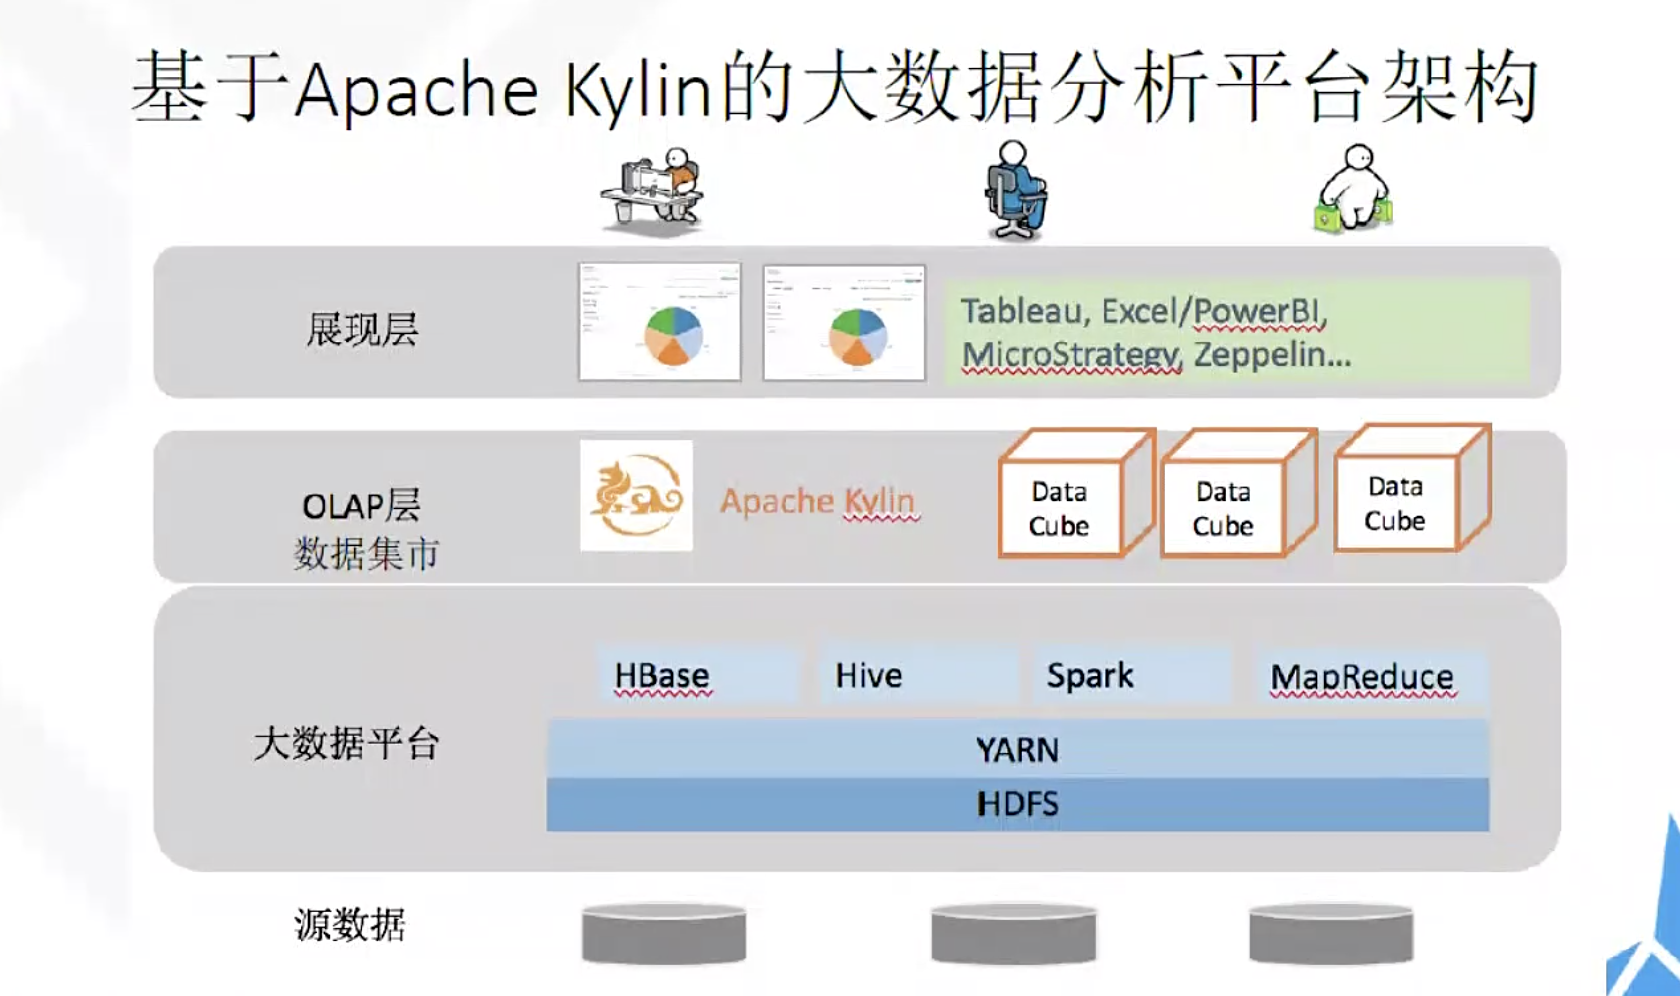 基于Apache Kylin的大数据分析平台架构
展现层
Tableau, Excel/PowerBI,
MicroStrategy, Zeppelin...
OLAP层
数据集市
Apache Kylin
Data
Cube
Data
Cube
Data
Cube
大数据平台
HBase
Hive
Spark
MapReduce
YARN
HDFS
源数据